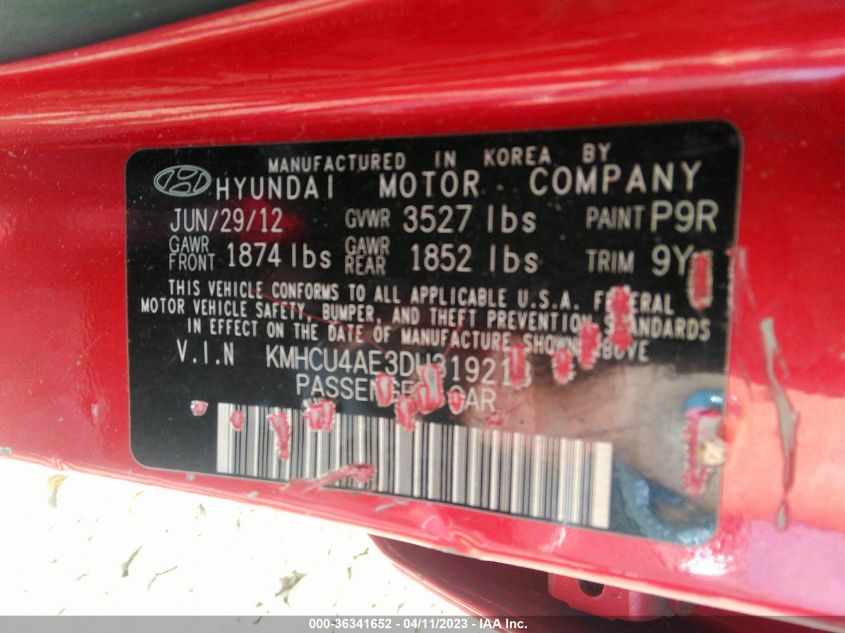 MANUFACTURED IN KOREA BY
HYUNDAI MOTOR COMPANY
JUN/29/12 GVWR 3527 lbs PAINT P9R
GAWR FRONT 1874 lbs GAWR REAR 1852 lbs TRIM 9Y
THIS VEHICLE CONFORMS TO ALL APPLICABLE U.S.A. FEDERAL
MOTOR VEHICLE SAFETY, BUMPER, AND THEFT PREVENTION STANDARDS
IN EFFECT ON THE DATE OF MANUFACTURE SHOWN ABOVE
V.I.N
PASSENGER CAR
000-36341652 - 04/11/2023 - IAA Inc.